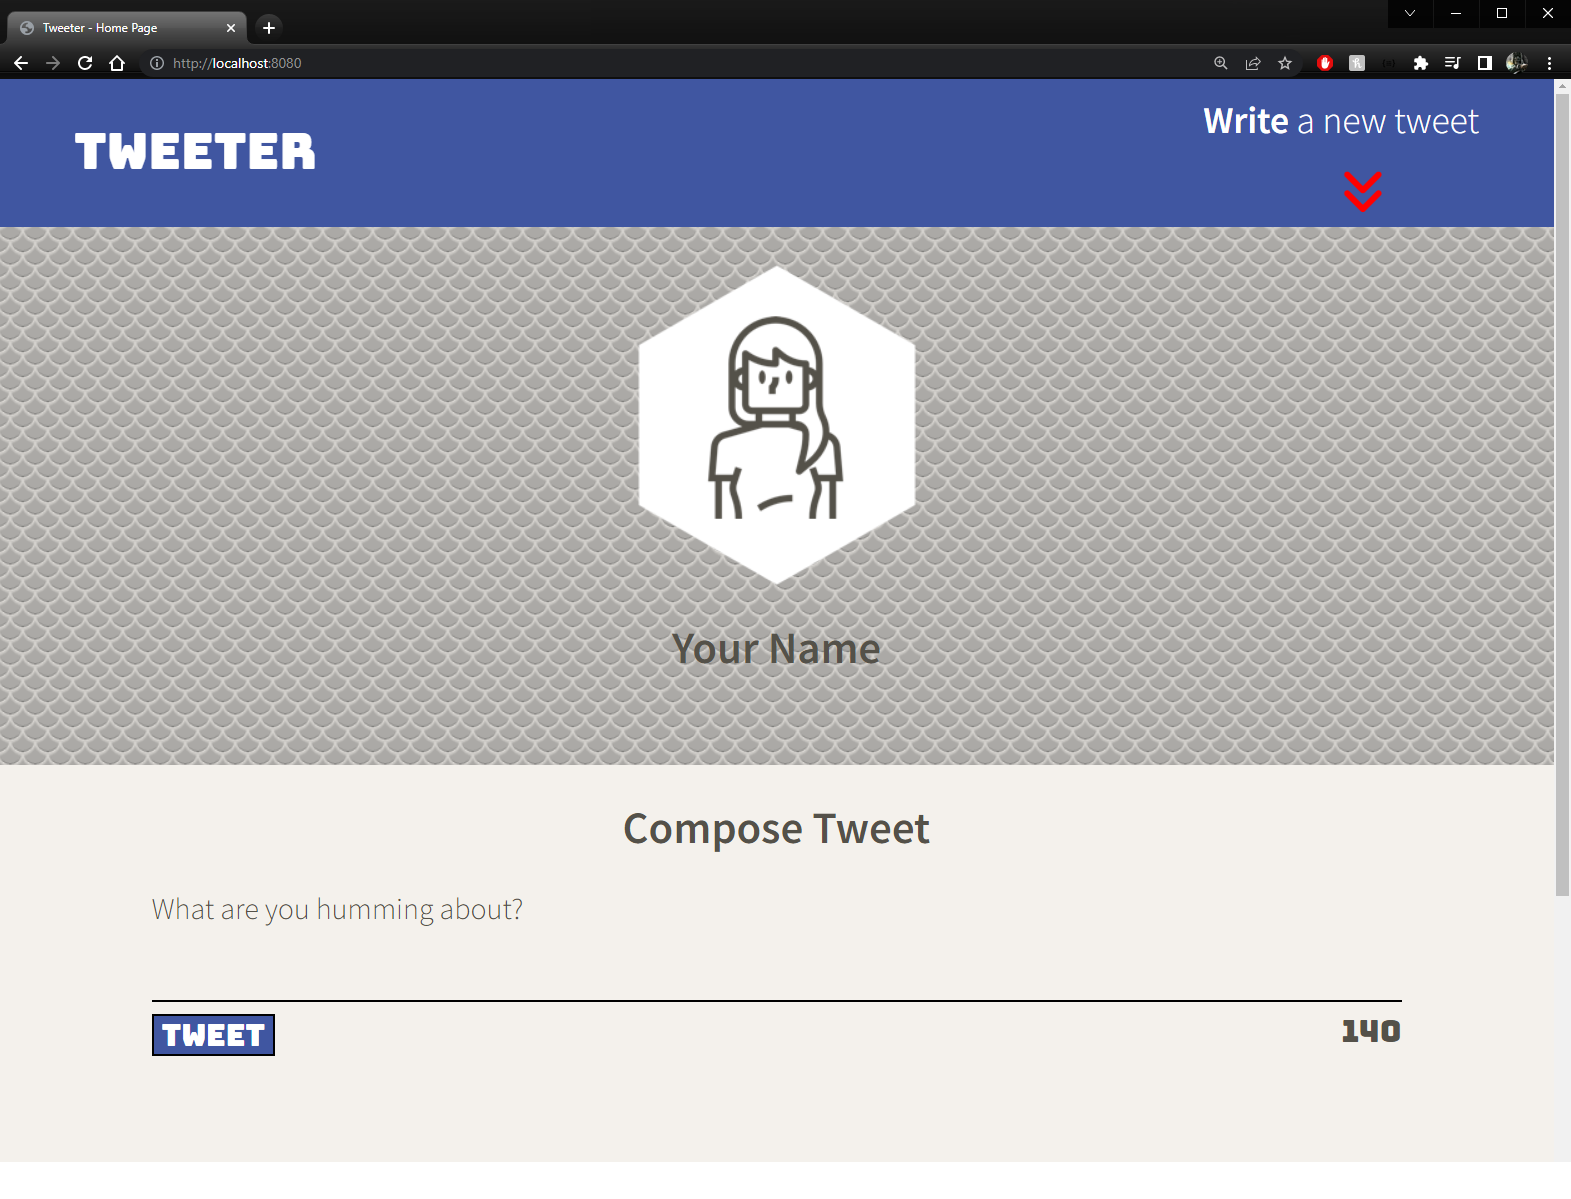 Tweeter - Home Page
http://localhost:8080
TWEETER
Write a new tweet
Your Name
Compose Tweet
What are you humming about?
TWEET
140